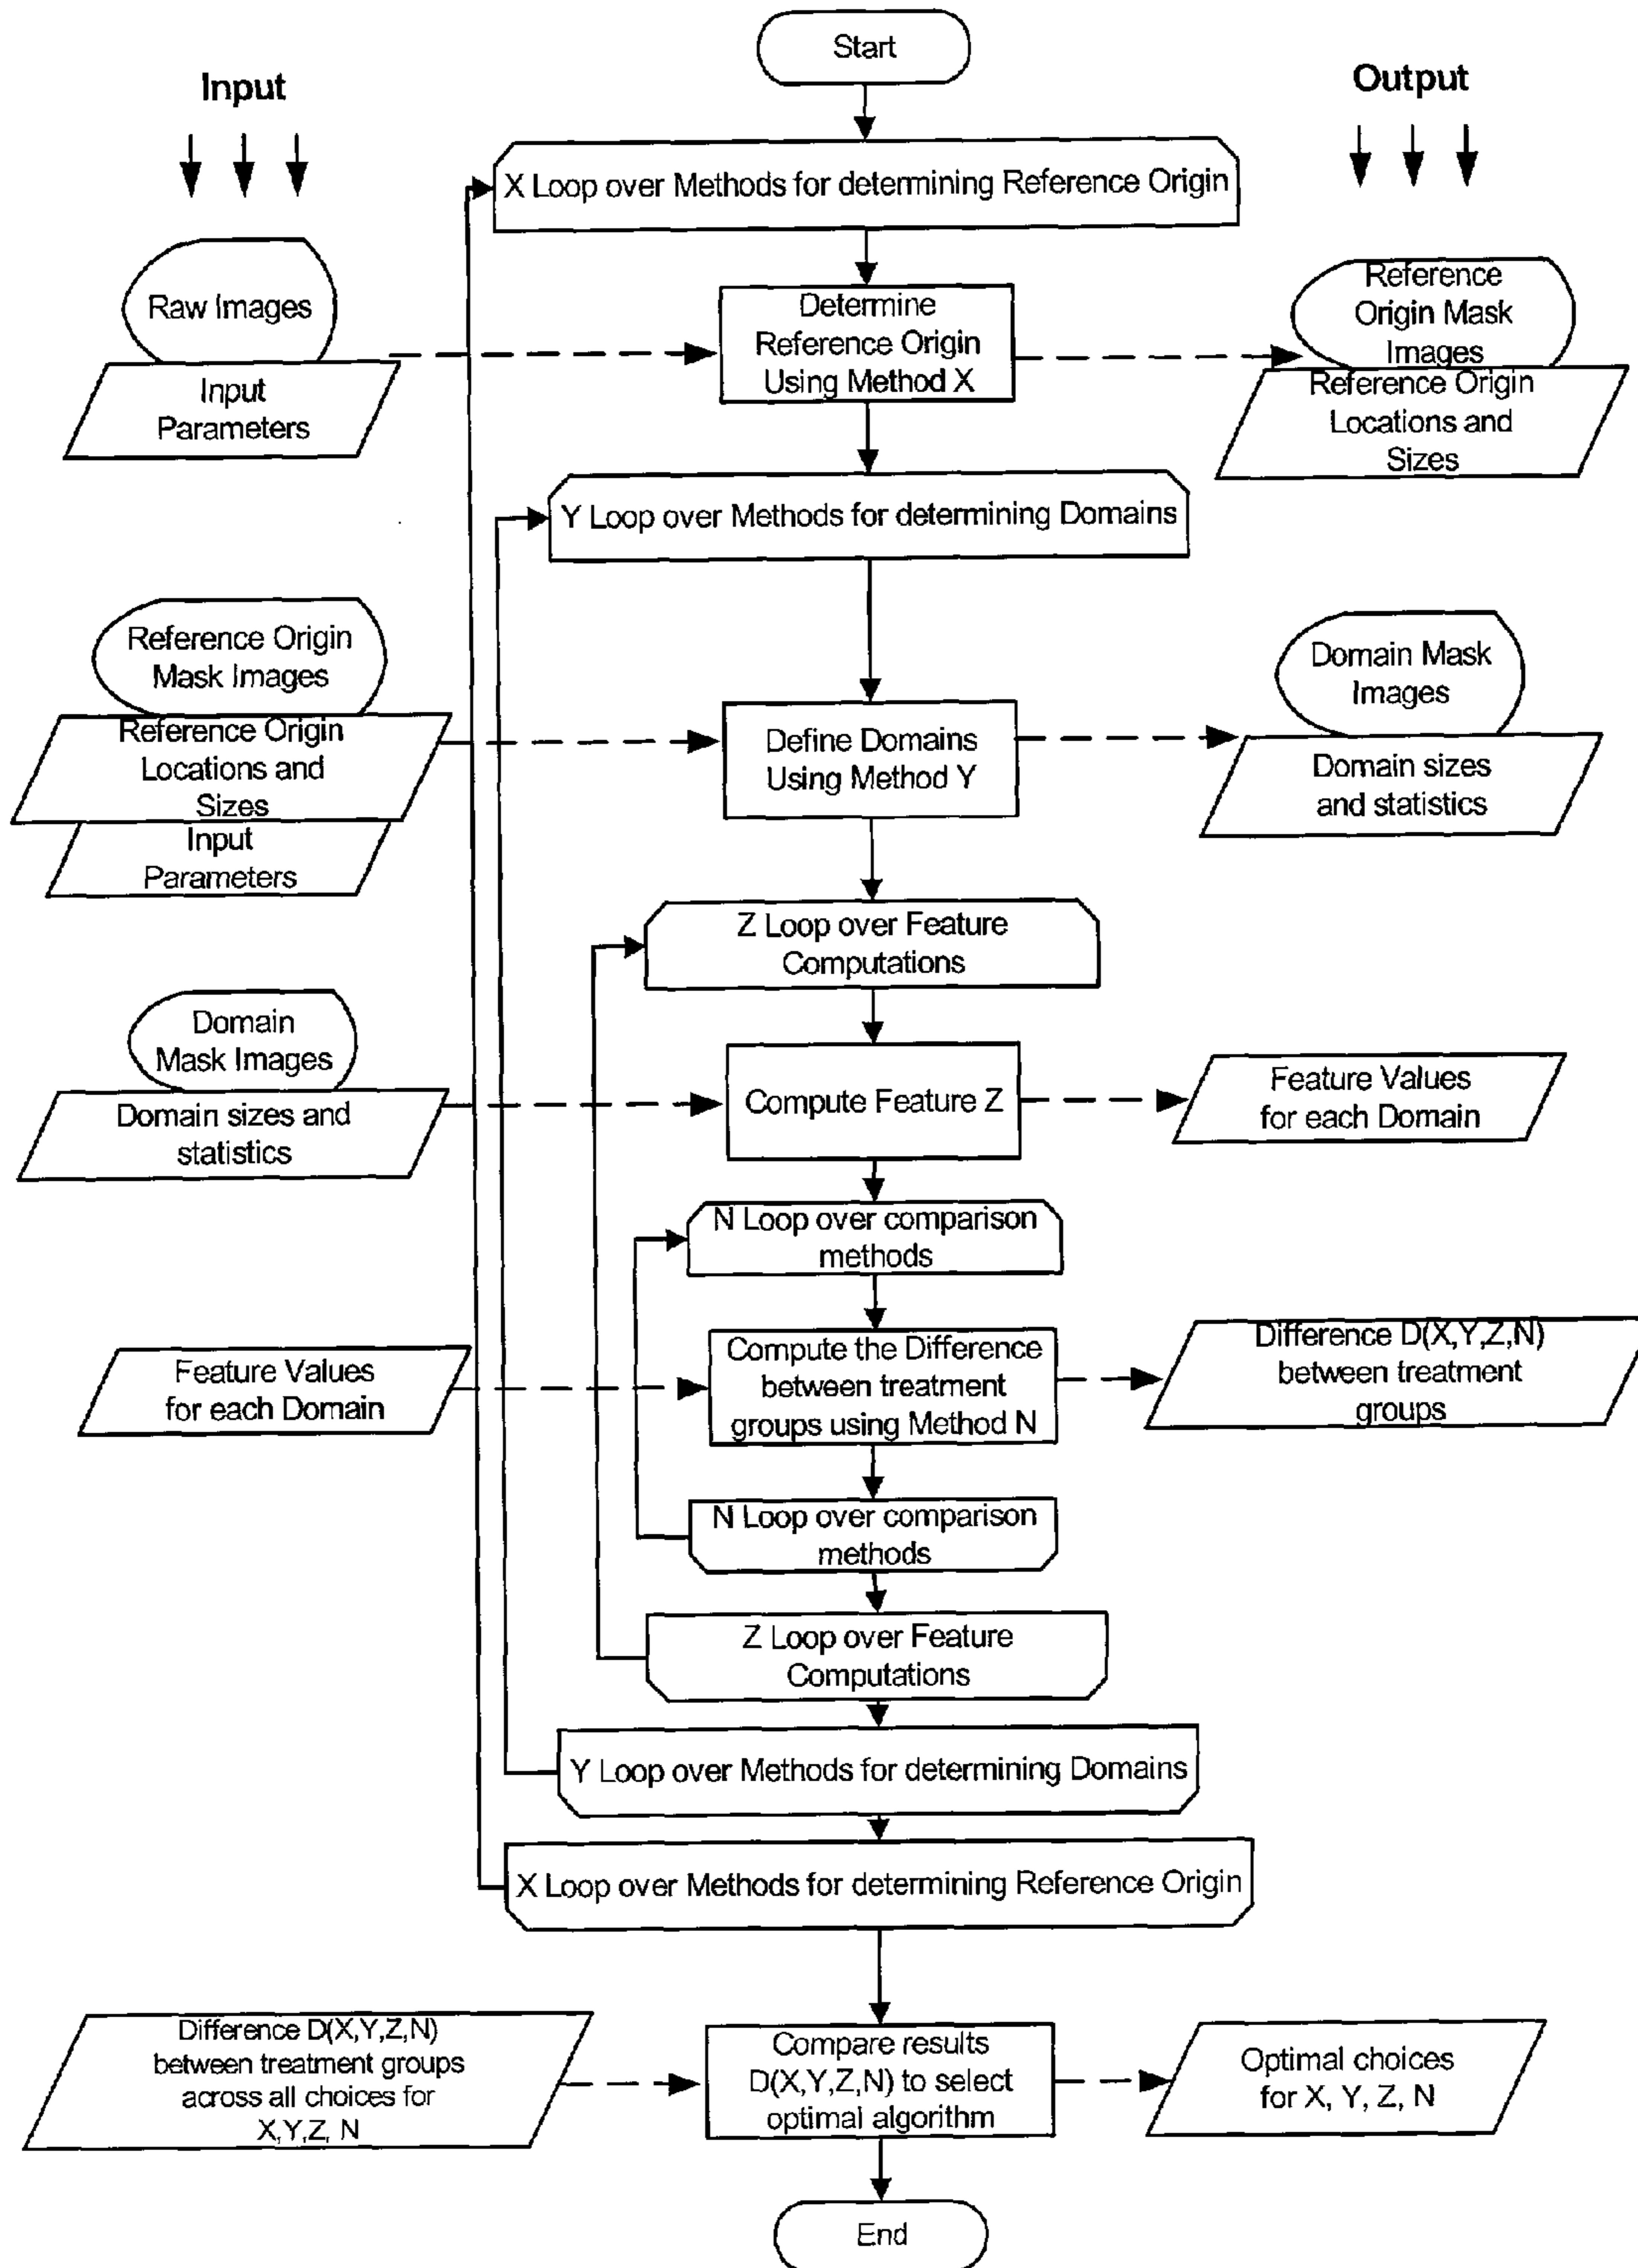 Start
Input
Output
X Loop over Methods for determining Reference Origin
Raw Images
Input
Parameters
Determine
Reference Origin
Using Method X
Reference
Origin Mask
Images
Reference Origin
Locations and
Sizes
Y Loop over Methods for determining Domains
Reference Origin
Mask Images
Reference Origin
Locations and
Sizes
Input
Parameters
Define Domains
Using Method Y
Domain Mask
Images
Domain sizes
and statistics
Z Loop over Feature
Computations
Domain
Mask Images
Domain sizes and
statistics
Compute Feature Z
Feature Values
for each Domain
N Loop over comparison
methods
Feature Values
for each Domain
Compute the Difference
between treatment
groups using Method N
Difference D(X,Y,Z,N)
between treatment
groups
N Loop over comparison
methods
Z Loop over Feature
Computations
Y Loop over Methods for determining Domains
X Loop over Methods for determining Reference Origin
Difference D(X,Y,Z,N)
between treatment groups
across all choices for
X,Y,Z, N
Compare results
D(X,Y,Z,N) to select
optimal algorithm
Optimal choices
for X, Y, Z, N
End